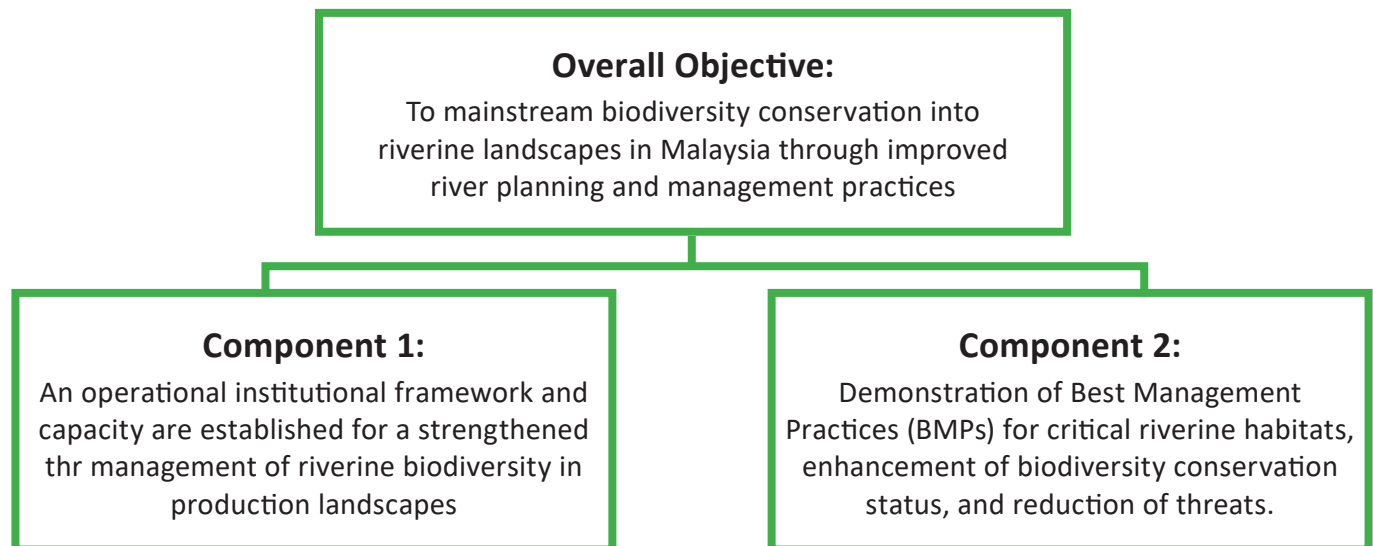 Overall Objective:
To mainstream biodiversity conservation into
riverine landscapes in Malaysia through improved
river planning and management practices
Component 1:
An operational institutional framework and
capacity are established for a strengthened
thr management of riverine biodiversity in
production landscapes
Component 2:
Demonstration of Best Management
Practices (BMPs) for critical riverine habitats,
enhancement of biodiversity conservation
status, and reduction of threats.